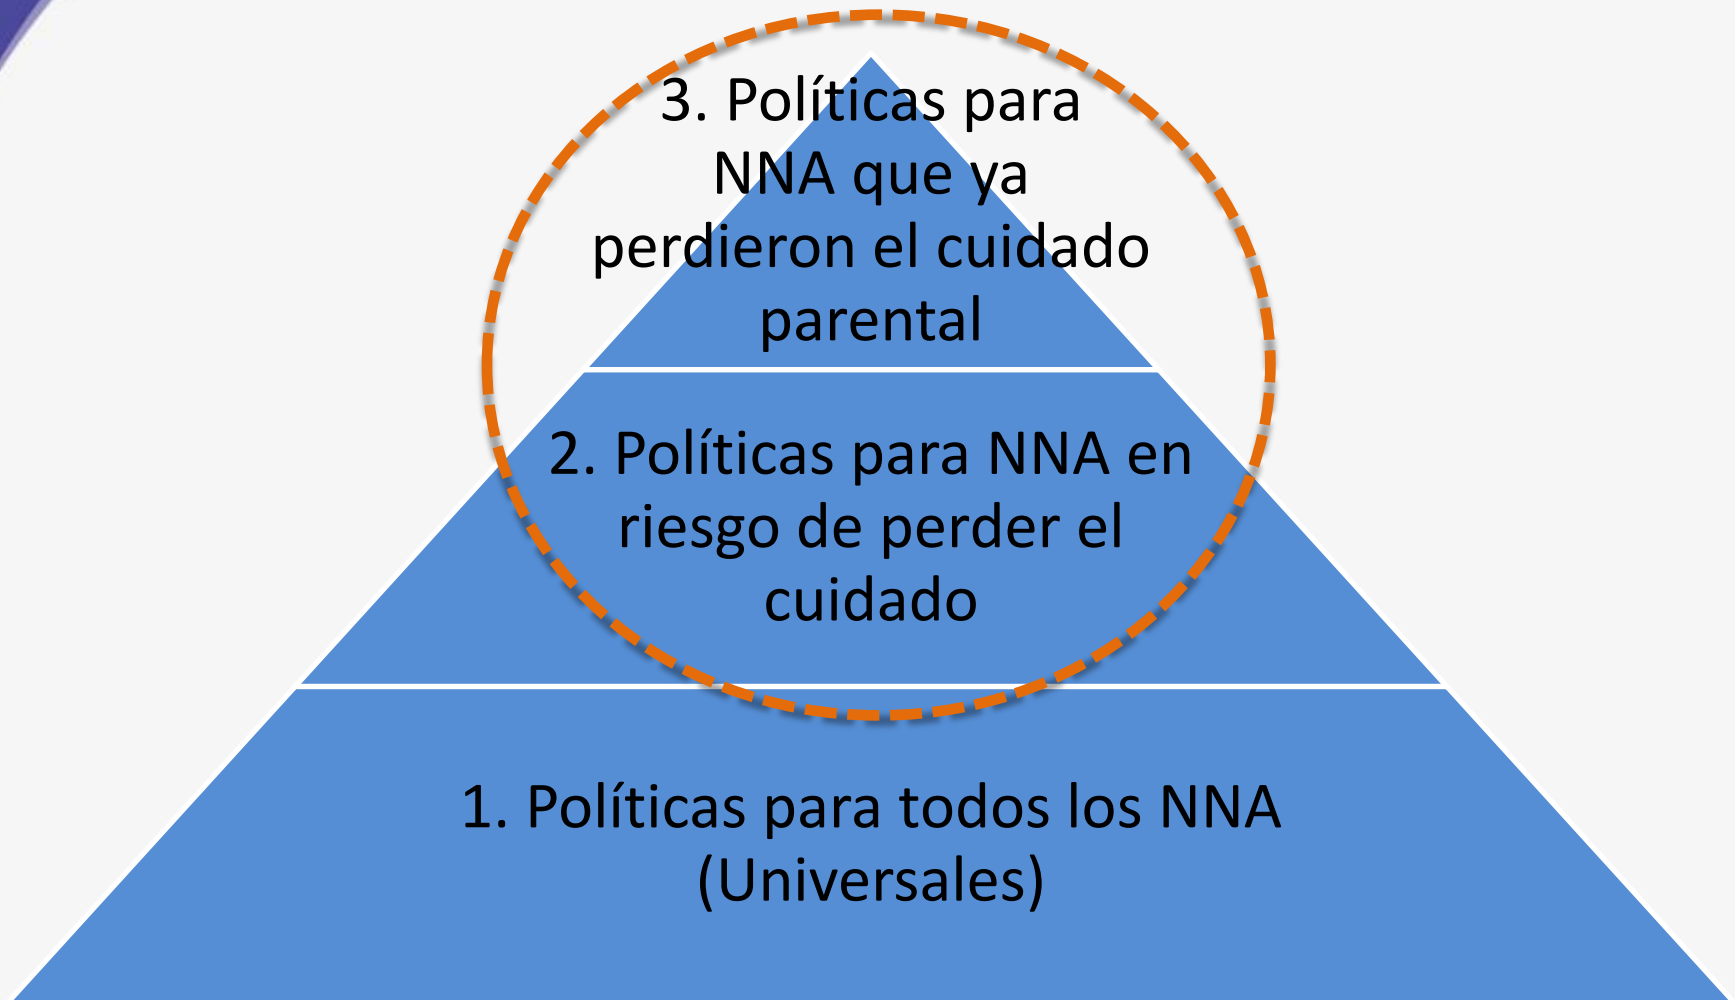 3. Políticas para
NNA que ya
perdieron el cuidado
parental
2. Políticas para NNA en
riesgo de perder el
cuidado
1. Políticas para todos los NNA
(Universales)